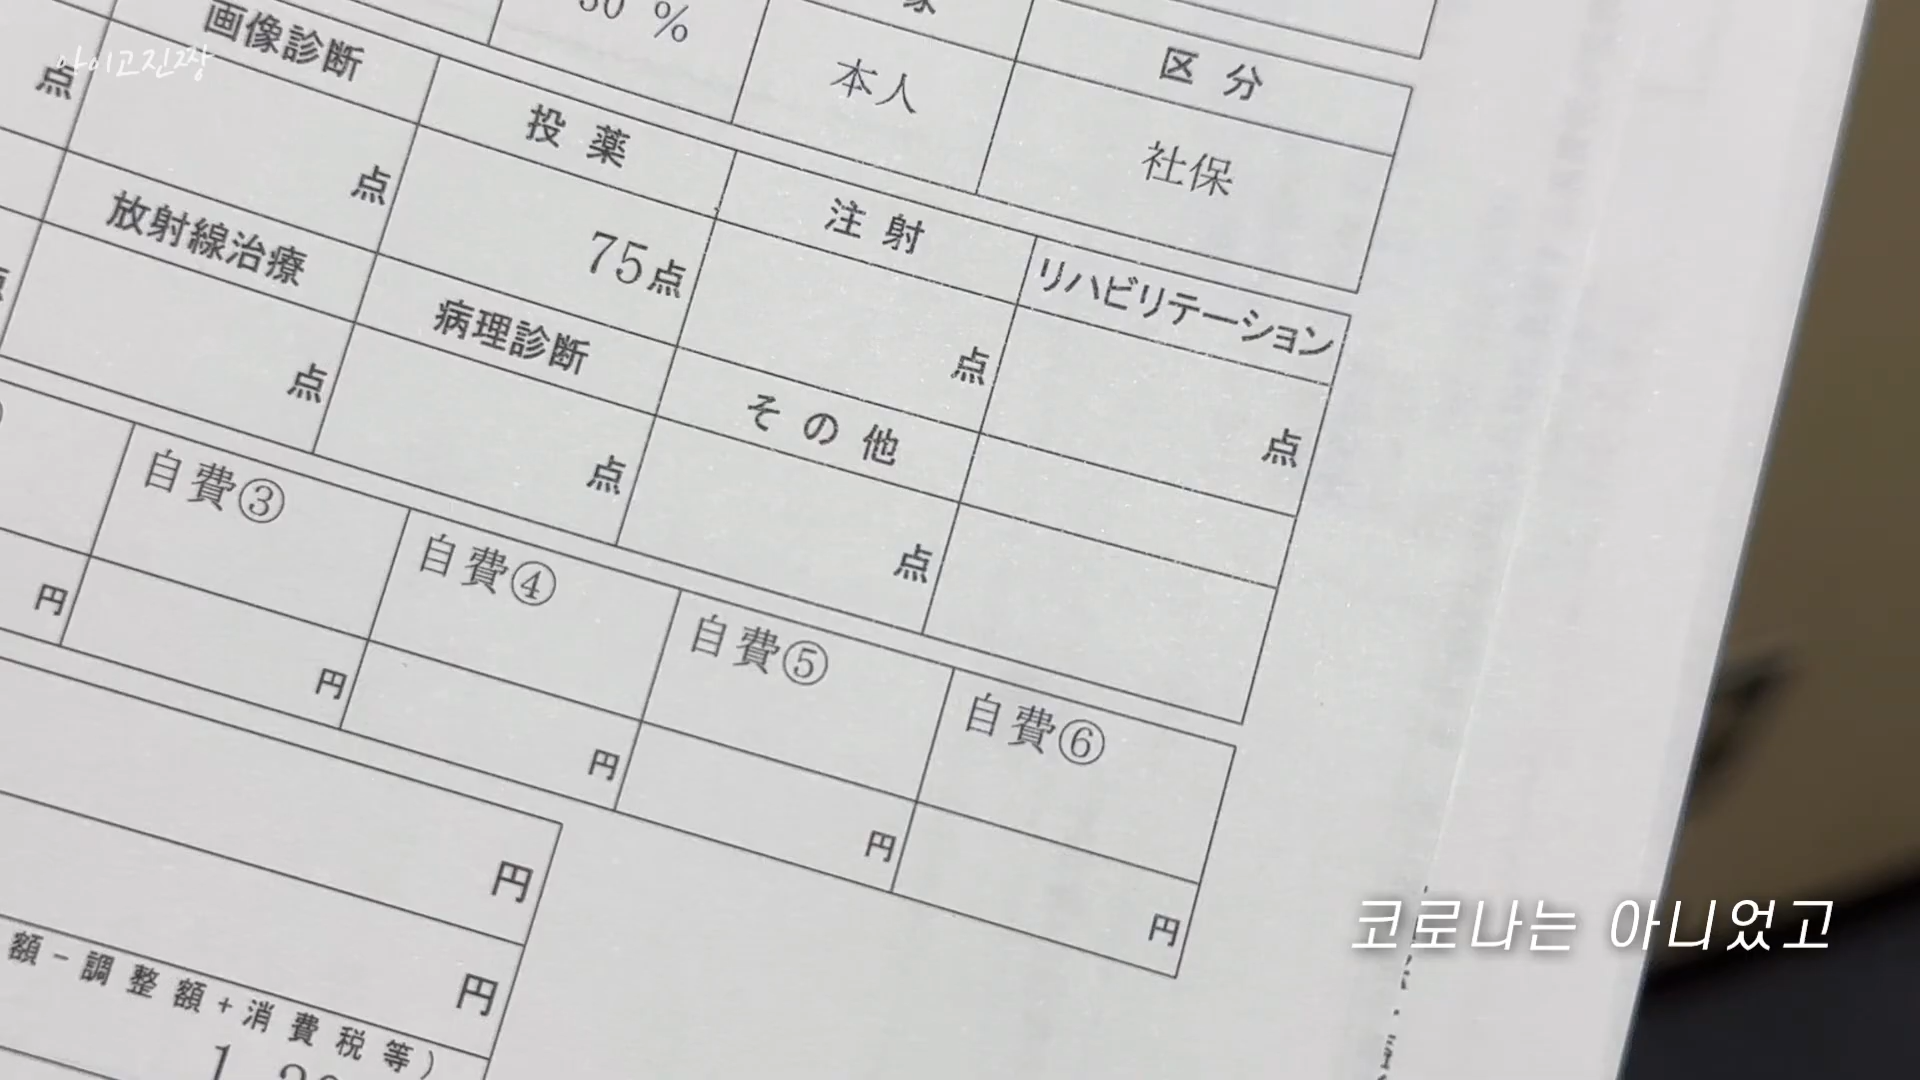 아이고진짱
画像診断
点
点
投薬
75点
30 %
本人
区分
社保
注射
点
リハビリテーション
点
放射線治療
点
病理診断
点
その他
点
円
自費③
円
自費④
円
自費⑤
円
自費⑥
円
円
円
額-調整額+消費税等)
코로나는 아니었고